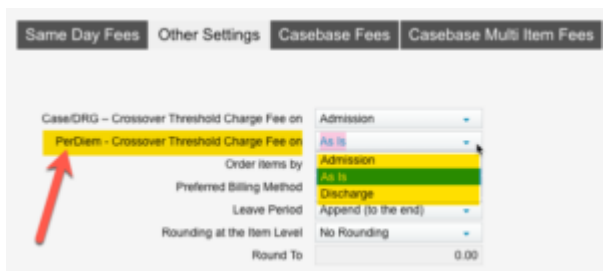 Same Day Fees Other Settings Casebase Fees Casebase Multi Item Fees
Case/DRG – Crossover Threshold Charge Fee on Admission
PerDiem - Crossover Threshold Charge Fee on As Is
Order items by Admission
As Is
Preferred Billing Method Discharge
Leave Period Append (to the end)
Rounding at the Item Level No Rounding
Round To 0.00